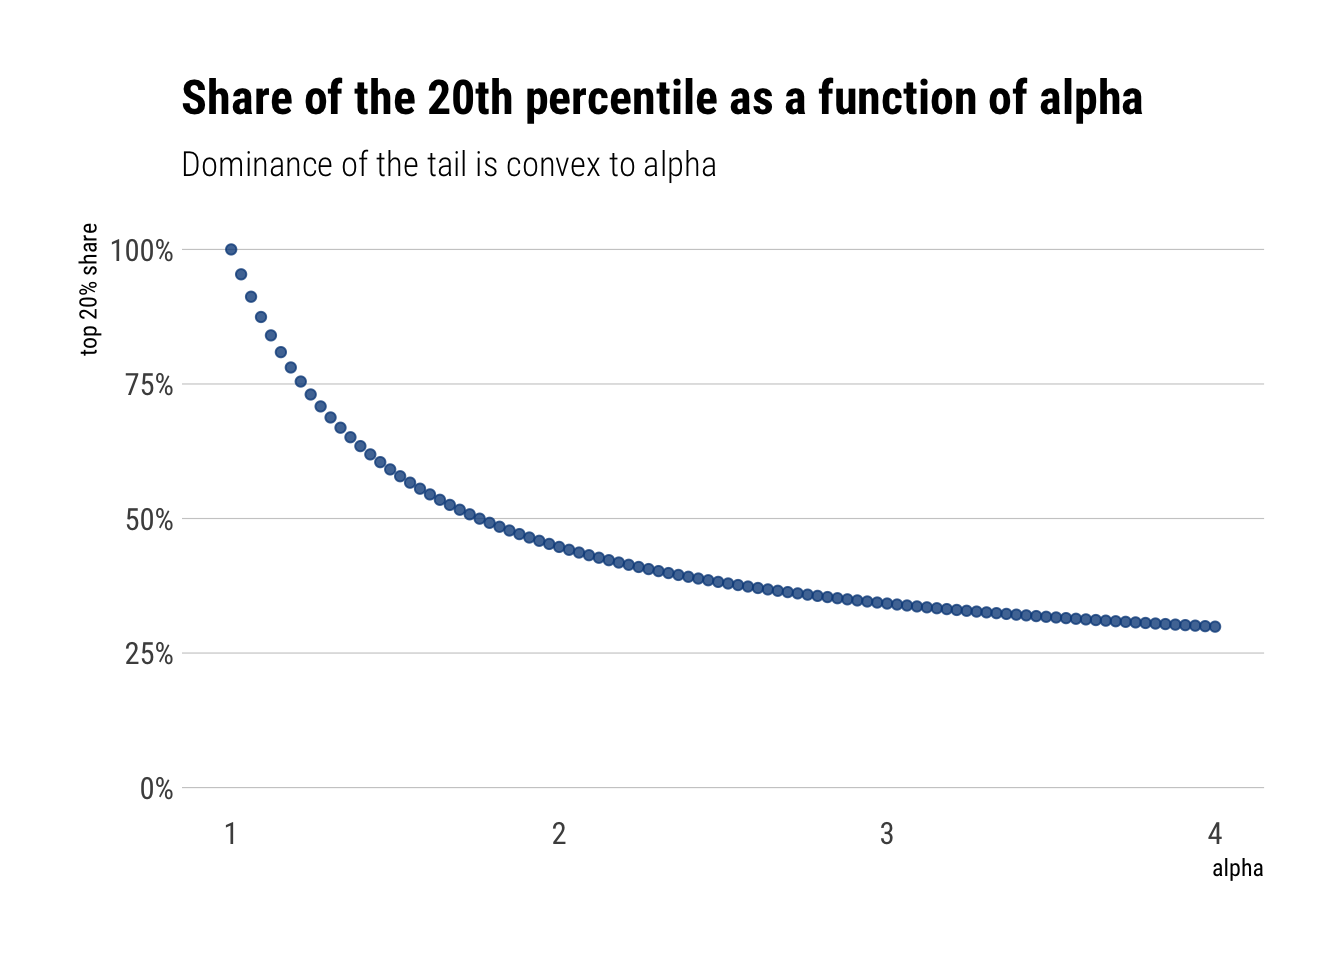 Share of the 20th percentile as a function of alpha
Dominance of the tail is convex to alpha
top 20% share
100%
75%
50%
25%
0%
1 2 3 4
alpha